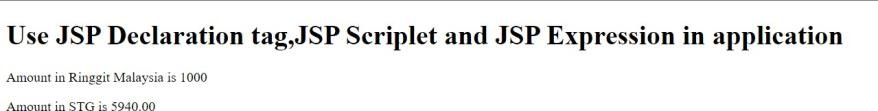 Use JSP Declaration tag,JSP Scriplet and JSP Expression in application
Amount in Ringgit Malaysia is 1000
Amount in STG is 5940.00